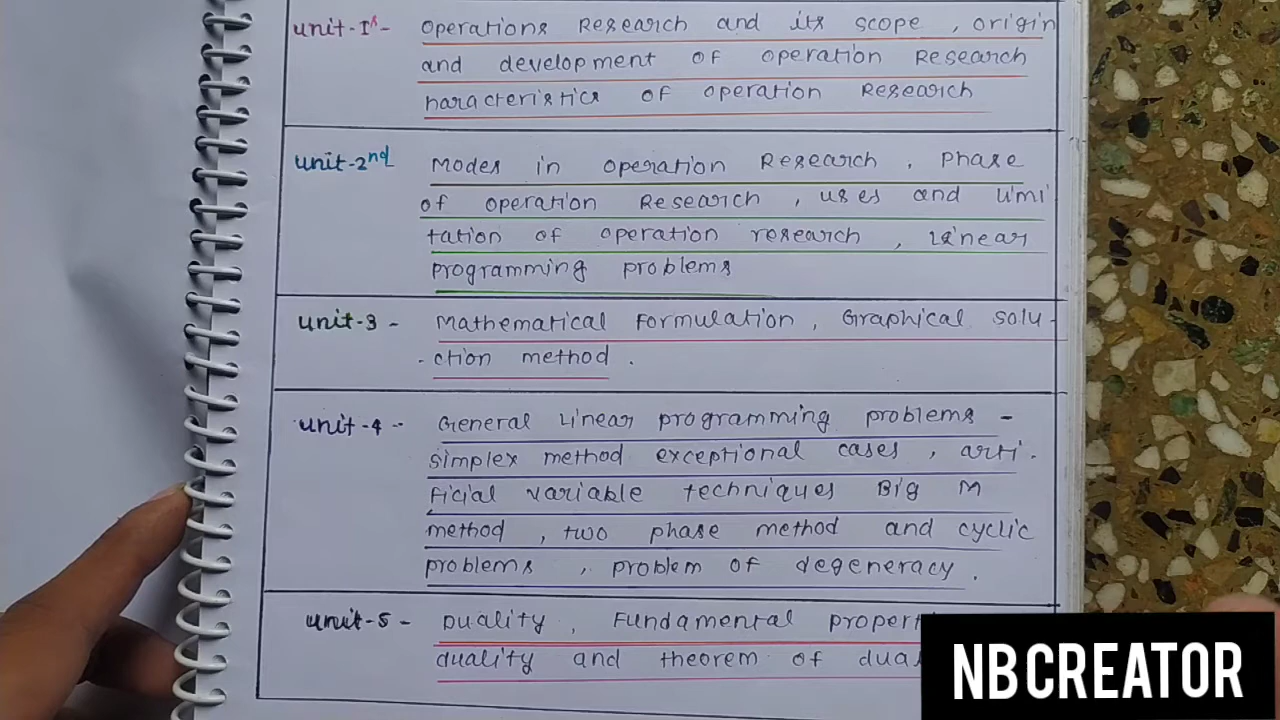 unit-Ist- Operations Research and its scope, origin
and development of operation Research
haracteristics of operation Research
unit-2nd Modes in operation Research, Phase
of operation Research, uses and limi
tation of operation research, linear
programming problems
unit-3 - Mathematical Formulation, Graphical solu-
-ction method.
unit-4 - General Linear programming problems -
simplex method exceptional cases, arti-
ficial variable techniques Big M
method, two phase method and cyclic
problems, problem of degeneracy.
unit-5 - Duality, Fundamental
duality and theorem of
NB CREATOR